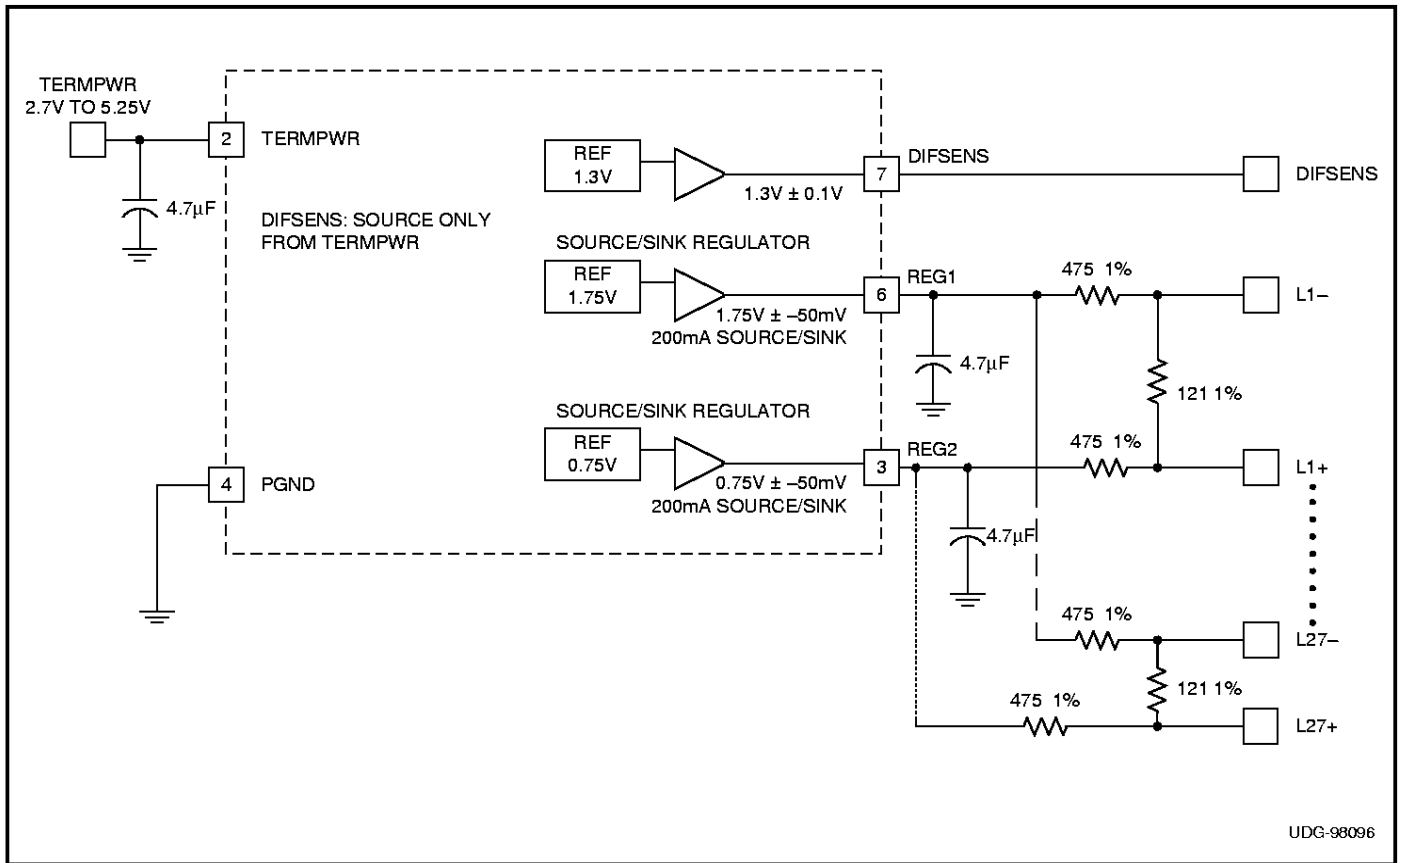 TERMPWR
2.7V TO 5.25V
2
TERMPWR
4.7µF
DIFSENS: SOURCE ONLY
FROM TERMPWR
REF
1.3V
1.3V ± 0.1V
7
DIFSENS
DIFSENS
SOURCE/SINK REGULATOR
REF
1.75V
1.75V ± –50mV
200mA SOURCE/SINK
6
REG1
475 1%
L1–
4.7µF
121 1%
SOURCE/SINK REGULATOR
REF
0.75V
0.75V ± –50mV
200mA SOURCE/SINK
3
REG2
475 1%
L1+
4
PGND
4.7µF
475 1%
L27–
121 1%
475 1%
L27+
UDG-98096